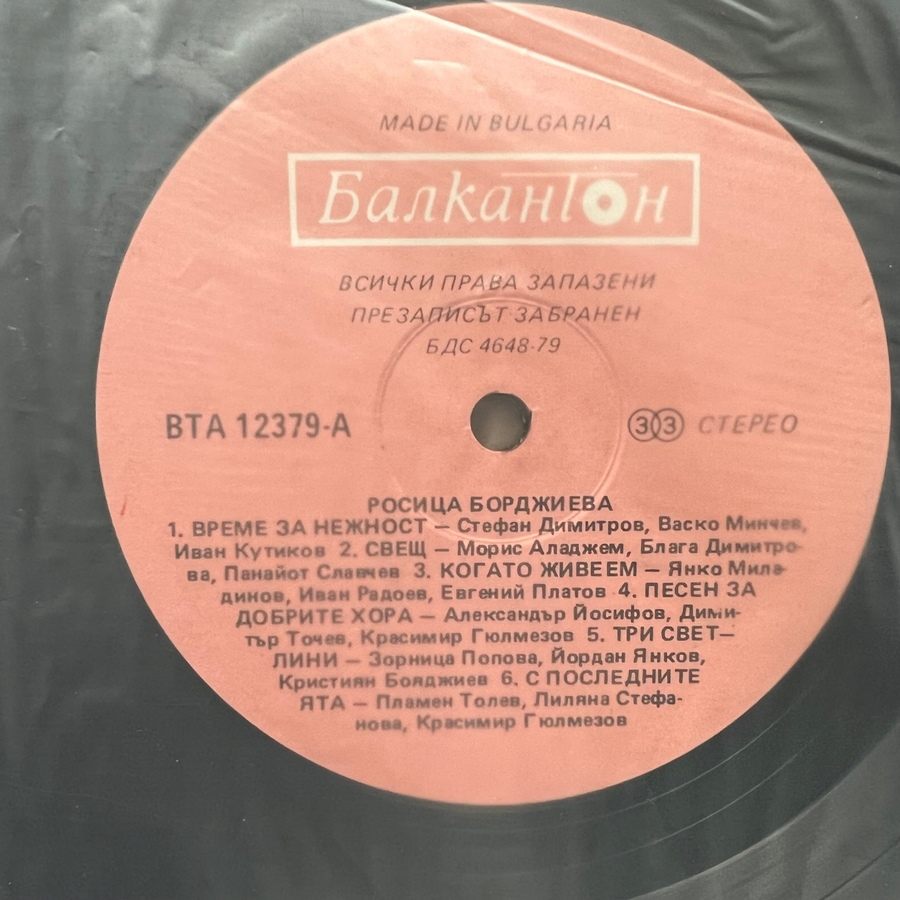 MADE IN BULGARIA
Балкантон
ВСИЧКИ ПРАВА ЗАПАЗЕНИ
ПРЕЗАПИСЪТ ЗАБРАНЕН
БДС 4648-79
ВТА 12379-А
33 СТЕРЕО
РОСИЦА БОРДЖИЕВА
1. ВРЕМЕ ЗА НЕЖНОСТ — Стефан Димитров, Васко Минчев,
Иван Кутиков 2. СВЕЩ — Морис Аладжем, Блага Димитро-
ва, Панайот Славчев 3. КОГАТО ЖИВЕЕМ — Янко Мила-
динов, Иван Радоев, Евгений Платов 4. ПЕСЕН ЗА
ДОБРИТЕ ХОРА — Александър Йосифов, Дими-
тър Точев, Красимир Гюлмезов 5. ТРИ СВЕТ—
ЛИНИ — Зорница Попова, Йордан Янков,
Кристиян Бояджиев 6. С ПОСЛЕДНИТЕ
ЯТА — Пламен Толев, Лиляна Стефа-
нова, Красимир Гюлмезов